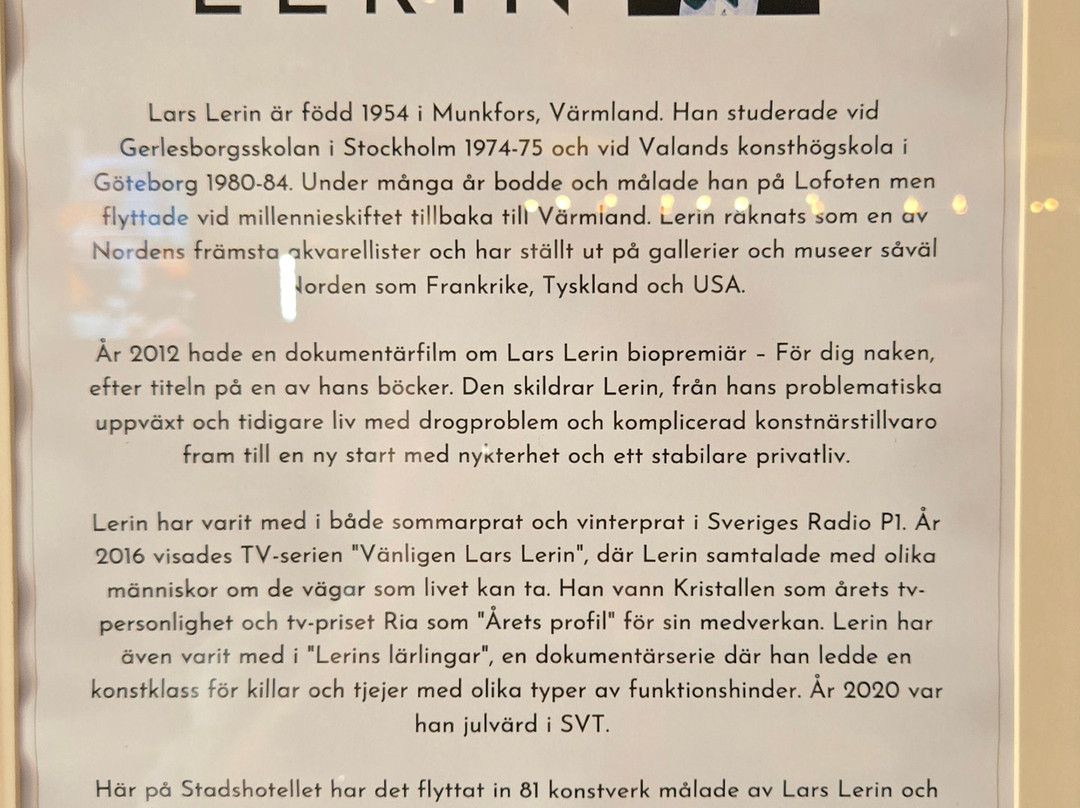 LERIN
Lars Lerin är född 1954 i Munkfors, Värmland. Han studerade vid
Gerlesborgsskolan i Stockholm 1974-75 och vid Valands konsthögskola i
Göteborg 1980-84. Under många år bodde och målade han på Lofoten men
flyttade vid millennieskiftet tillbaka till Värmland. Lerin räknats som en av
Nordens främsta akvarellister och har ställt ut på gallerier och museer såväl
Norden som Frankrike, Tyskland och USA.
År 2012 hade en dokumentärfilm om Lars Lerin biopremiär – För dig naken,
efter titeln på en av hans böcker. Den skildrar Lerin, från hans problematiska
uppväxt och tidigare liv med drogproblem och komplicerad konstnärstillvaro
fram till en ny start med nykterhet och ett stabilare privatliv.
Lerin har varit med i både sommarprat och vinterprat i Sveriges Radio P1. År
2016 visades TV-serien "Vänligen Lars Lerin", där Lerin samtalade med olika
människor om de vägar som livet kan ta. Han vann Kristallen som årets tv-
personlighet och tv-priset Ria som "Årets profil" för sin medverkan. Lerin har
även varit med i "Lerins lärlingar", en dokumentärserie där han ledde en
konstklass för killar och tjejer med olika typer av funktionshinder. År 2020 var
han julvärd i SVT.
Här på Stadshotellet har det flyttat in 81 konstverk målade av Lars Lerin och